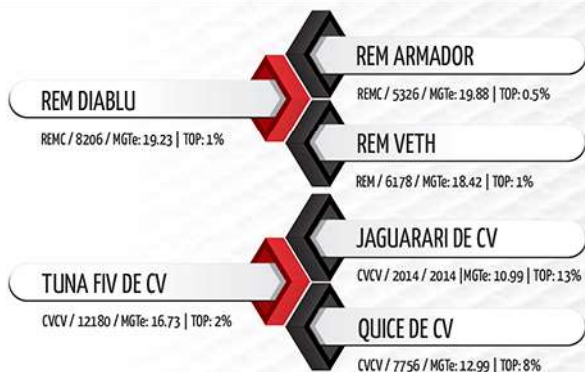 REM ARMADOR
REMC / 5326 / MGTe: 19.88 | TOP: 0.5%
REM DIABLU
REMC / 8206 / MGTe: 19.23 | TOP: 1%
REM VETH
REM / 6178 / MGTe: 18.42 | TOP: 1%
JAGUARARI DE CV
CVCV / 2014 / 2014 |MGTe: 10.99 | TOP: 13%
TUNA FIV DE CV
CVCV / 12180 / MGTe: 16.73 | TOP: 2%
QUICE DE CV
CVCV / 7756 / MGTe: 12.99 | TOP: 8%